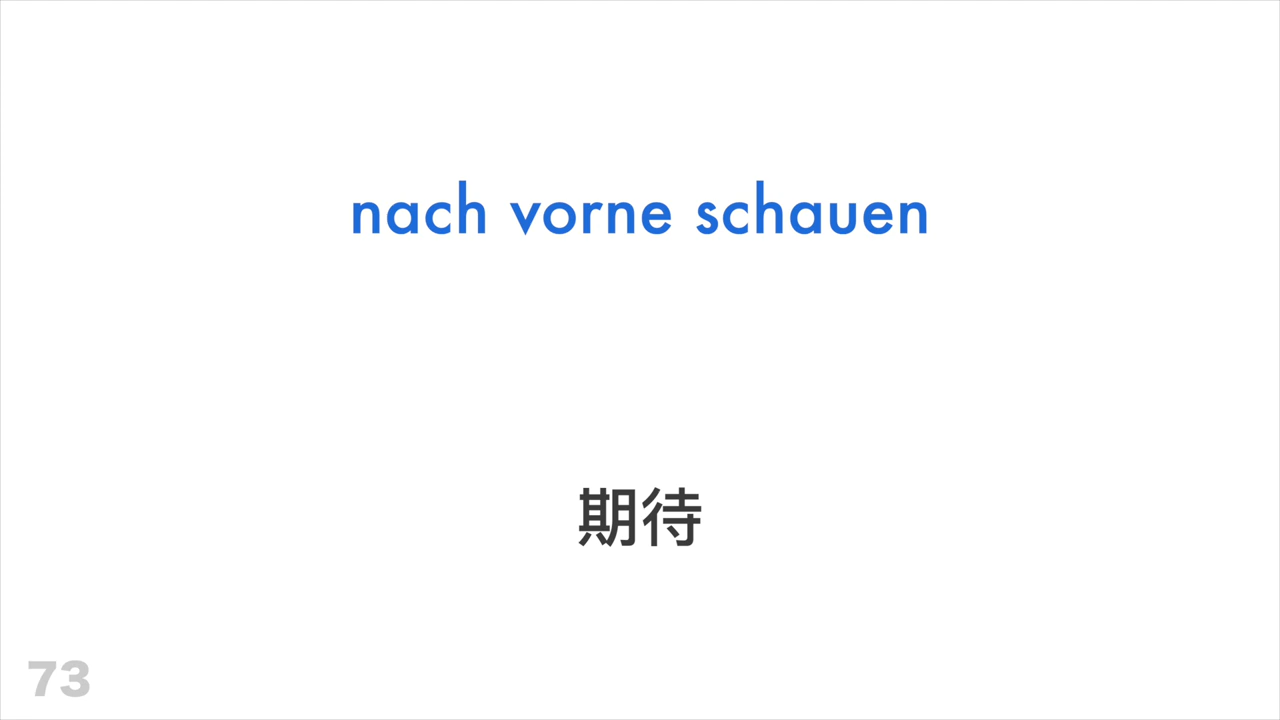 nach vorne schauen
期待
73